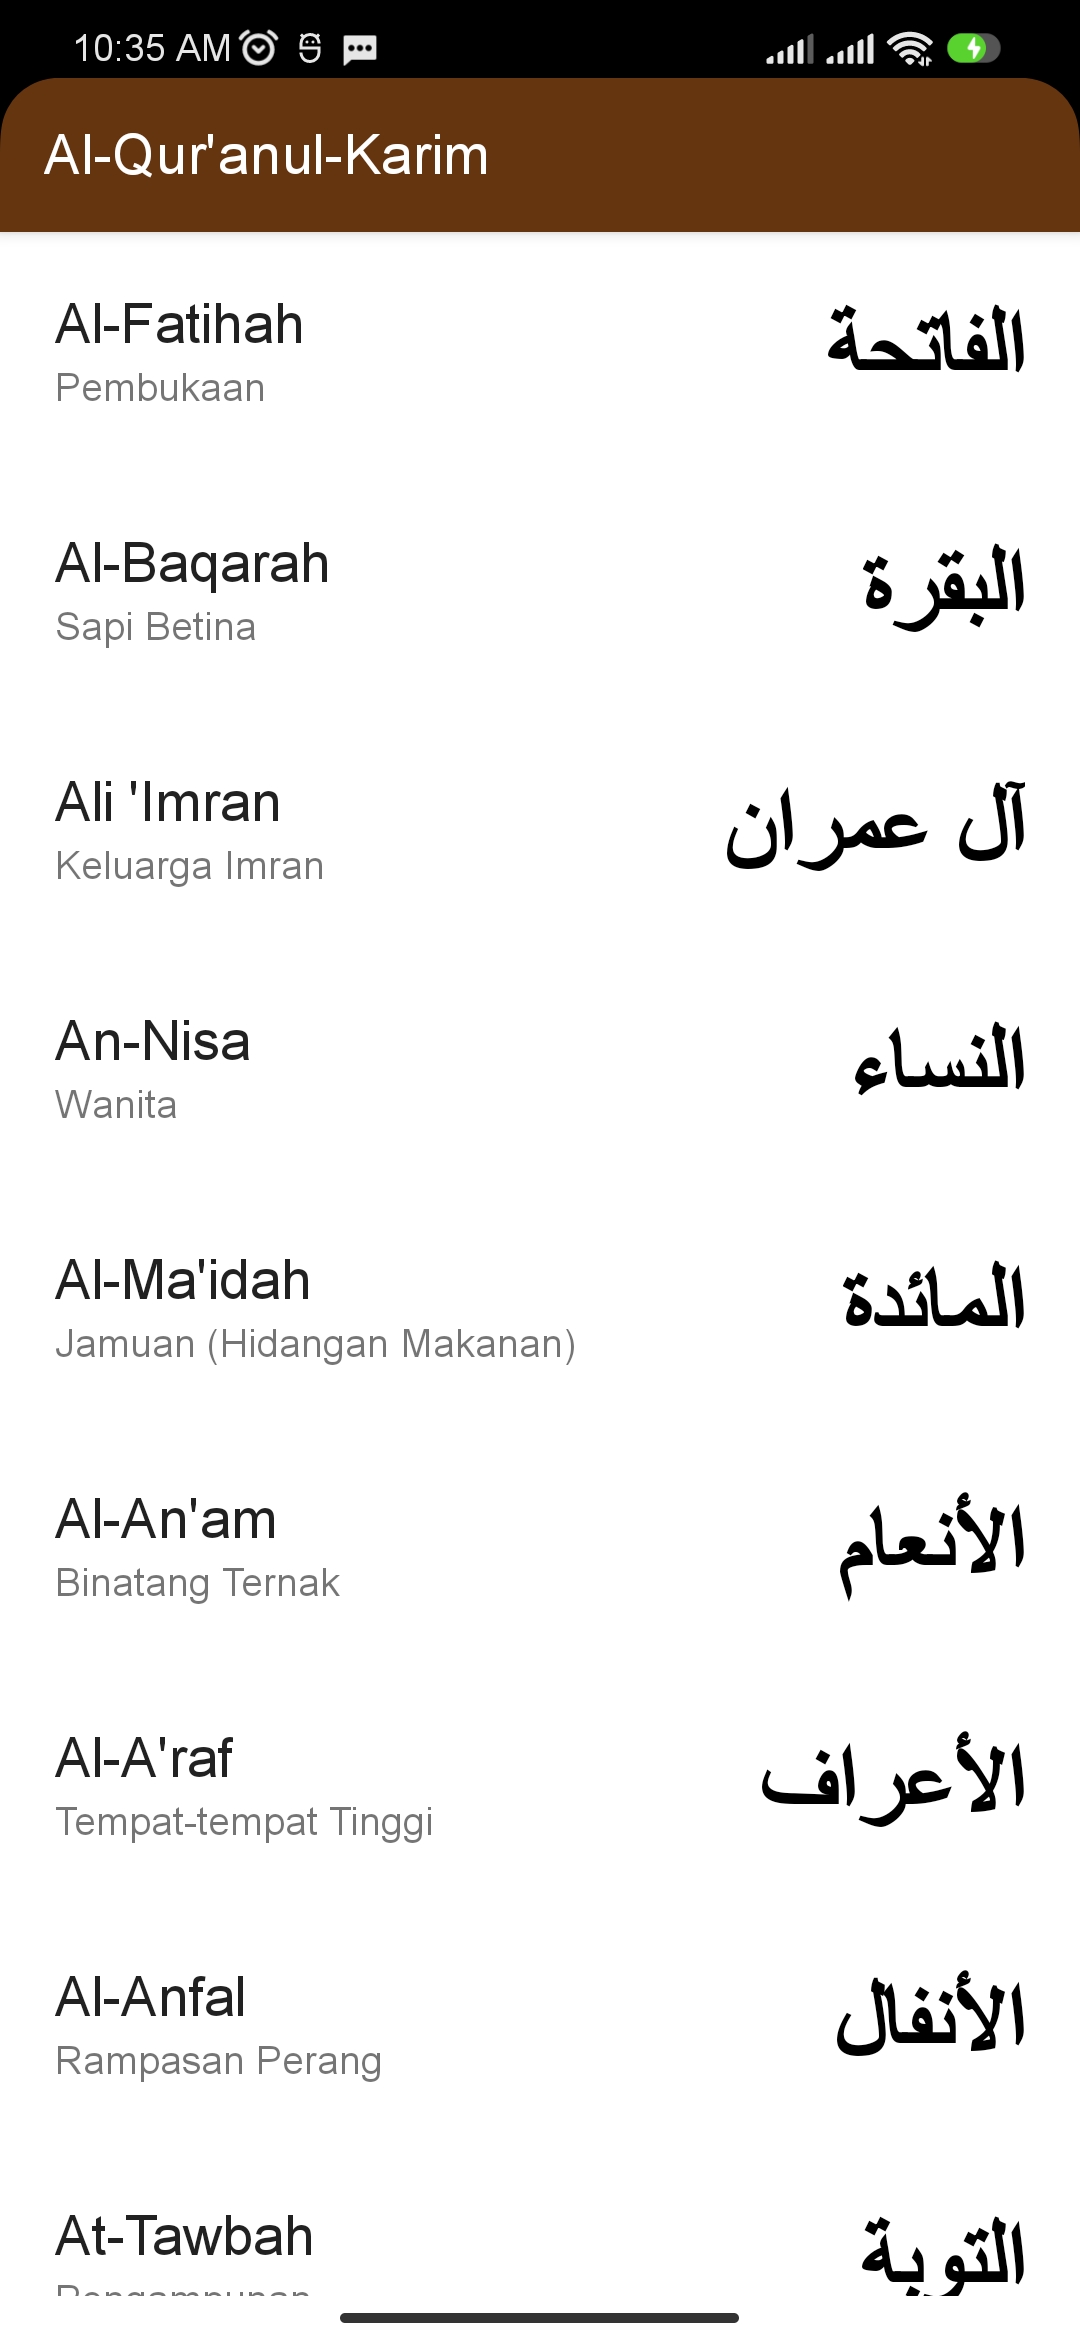 10:35 AM
Al-Qur'anul-Karim
Al-Fatihah
الفاتحة
Pembukaan
Al-Baqarah
البقرة
Sapi Betina
Ali 'Imran
آل عمران
Keluarga Imran
An-Nisa
النساء
Wanita
Al-Ma'idah
المائدة
Jamuan (Hidangan Makanan)
Al-An'am
الأنعام
Binatang Ternak
Al-A'raf
الأعراف
Tempat-tempat Tinggi
Al-Anfal
الأنفال
Rampasan Perang
At-Tawbah
التوبة
Pengampunan